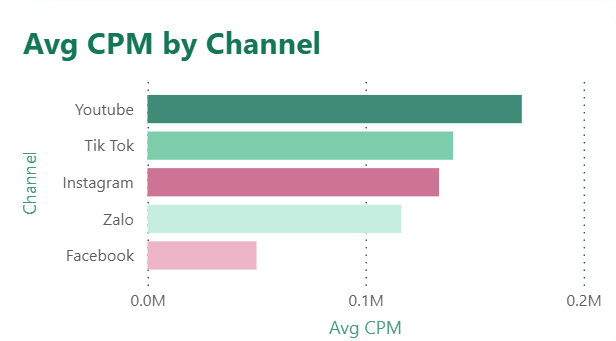 Avg CPM by Channel
Channel
Youtube
Tik Tok
Instagram
Zalo
Facebook
0.0M 0.1M 0.2M
Avg CPM